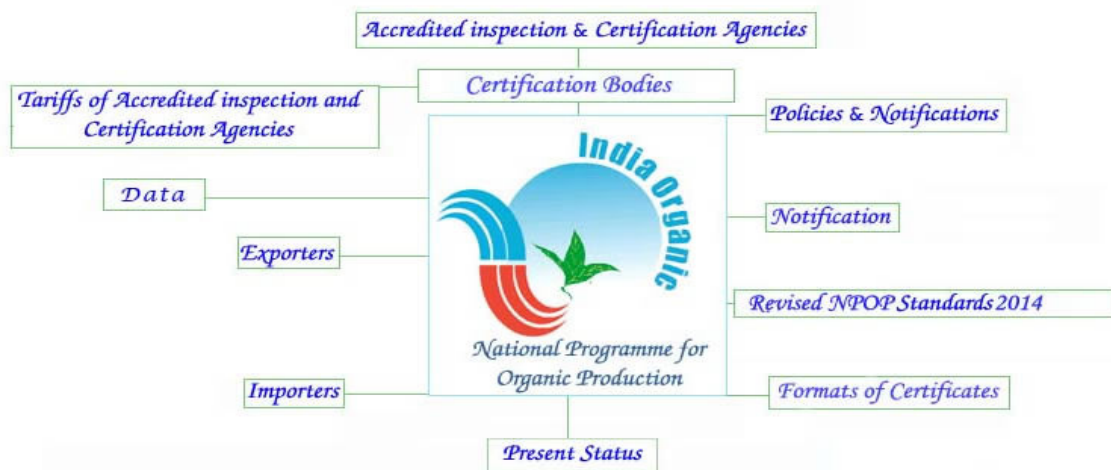 Accredited inspection & Certification Agencies
Certification Bodies
Tariffs of Accredited inspection and
Certification Agencies
Policies & Notifications
India Organic
Data
Notification
Exporters
Revised NPOP Standards 2014
National Programme for
Organic Production
Importers
Formats of Certificates
Present Status